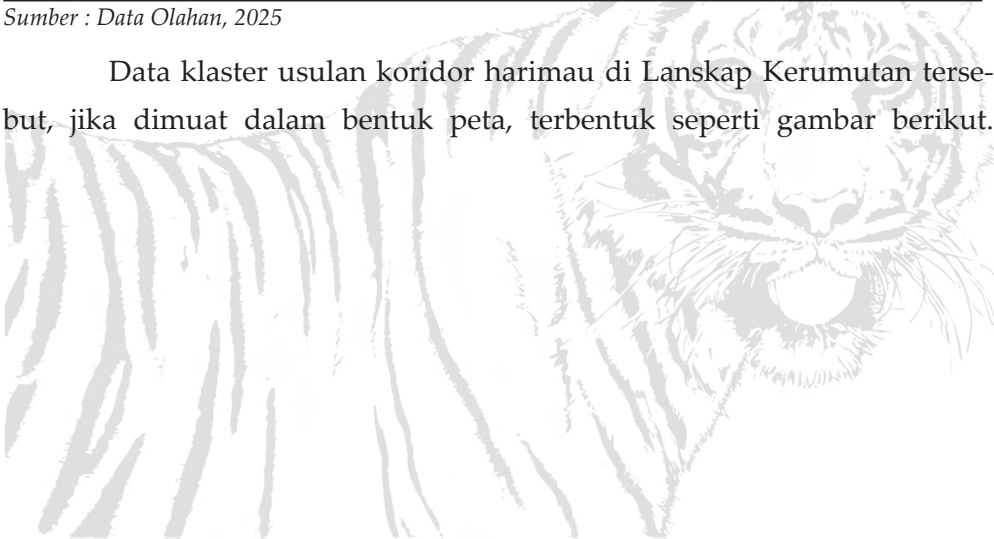 Sumber : Data Olahan, 2025
Data klaster usulan koridor harimau di Lanskap Kerumutan terse-
but, jika dimuat dalam bentuk peta, terbentuk seperti gambar berikut.